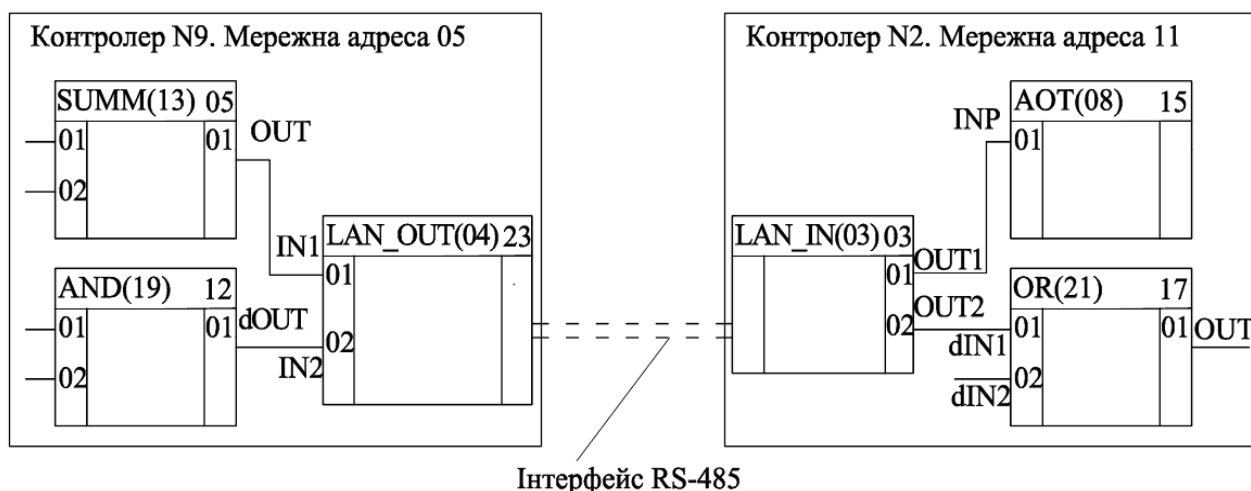 Контролер N9. Мережна адреса 05
SUMM(13) 05
01 01 OUT
02
IN1
LAN_OUT(04) 23
01
AND(19) 12
01 01 dOUT
02
IN2
02
Контролер N2. Мережна адреса 11
AOT(08) 15
INP
01
LAN_IN(03) 03
01 OUT1
02 OUT2
OR(21) 17
dIN1
01 01 OUT
dIN2
02
Інтерфейс RS-485